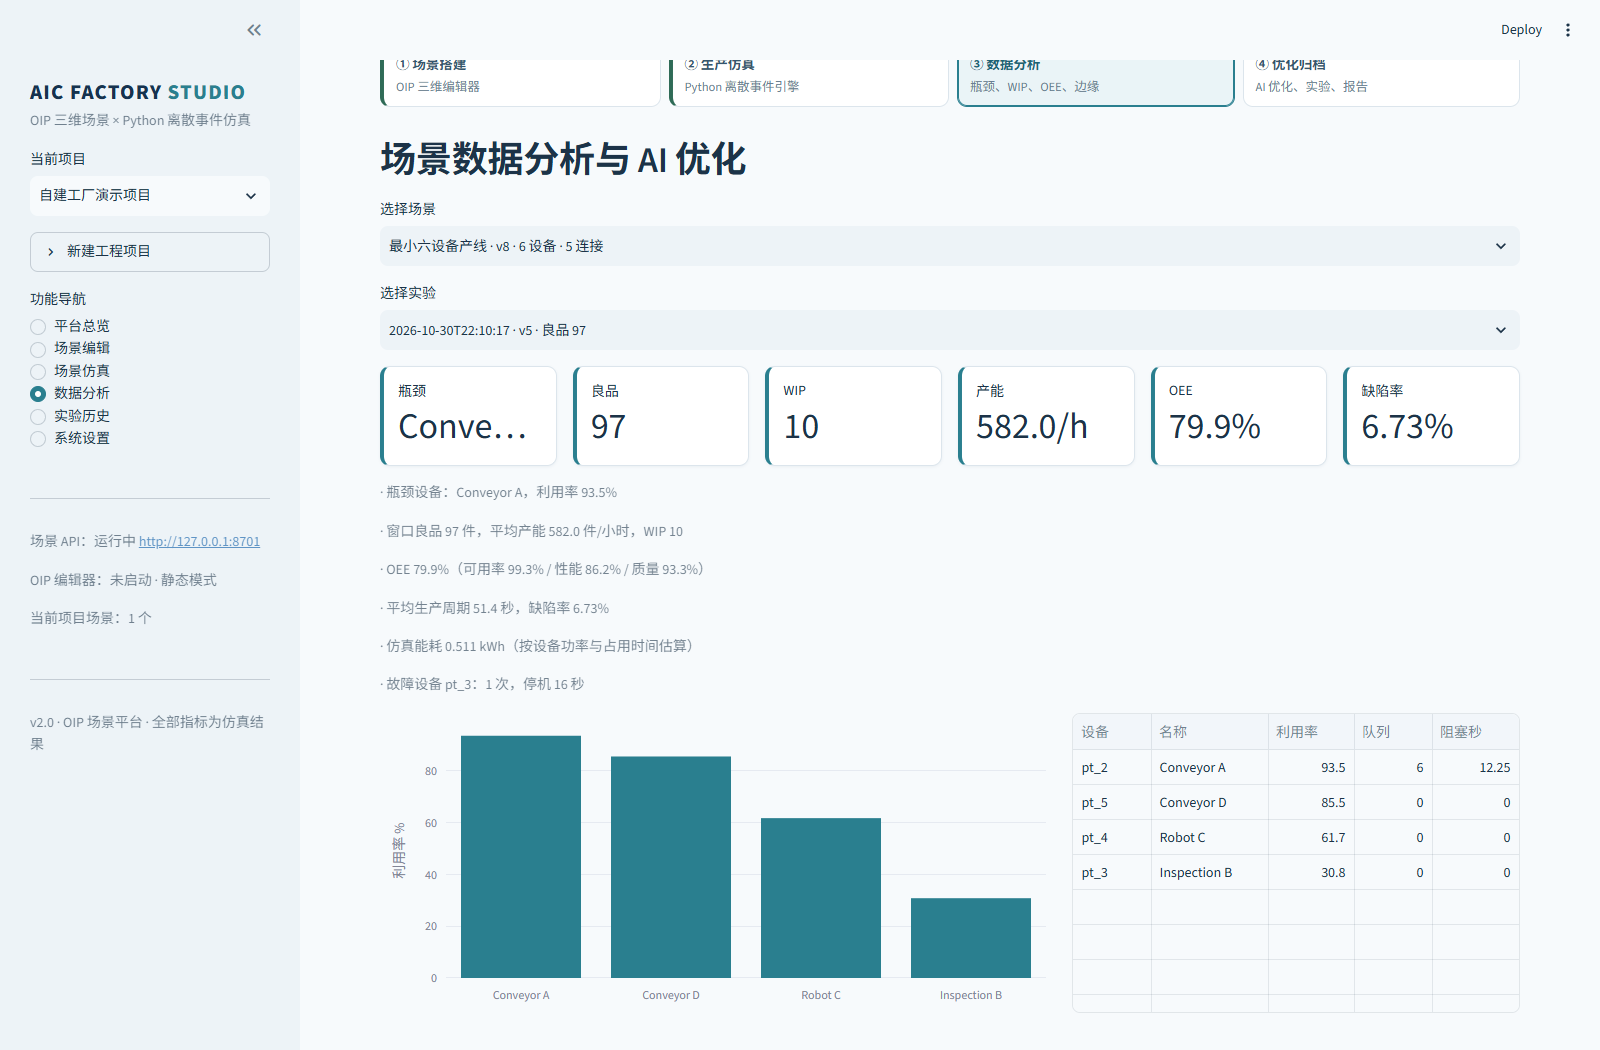 Deploy
AIC FACTORY STUDIO
OIP 三维场景 × Python 离散事件仿真
当前项目
自建工厂演示项目
新建工程项目
功能导航
平台总览
场景编辑
场景仿真
数据分析
实验历史
系统设置
场景 API：运行中 http://127.0.0.1:8701
OIP 编辑器：未启动 · 静态模式
当前项目场景：1 个
v2.0 · OIP 场景平台 · 全部指标为仿真结
果
① 场景搭建
OIP 三维编辑器
② 生产仿真
Python 离散事件引擎
③ 数据分析
瓶颈、WIP、OEE、边缘
④ 优化归档
AI 优化、实验、报告
场景数据分析与 AI 优化
选择场景
最小六设备产线 · v8 · 6 设备 · 5 连接
选择实验
2026-10-30T22:10:17 · v5 · 良品 97
瓶颈
Conve...
良品
97
WIP
10
产能
582.0/h
OEE
79.9%
缺陷率
6.73%
· 瓶颈设备：Conveyor A，利用率 93.5%
· 窗口良品 97 件，平均产能 582.0 件/小时，WIP 10
· OEE 79.9%（可用率 99.3% / 性能 86.2% / 质量 93.3%）
· 平均生产周期 51.4 秒，缺陷率 6.73%
· 仿真能耗 0.511 kWh（按设备功率与占用时间估算）
· 故障设备 pt_3：1 次，停机 16 秒
利用率 %
80
60
40
20
0
Conveyor A
Conveyor D
Robot C
Inspection B
设备 名称 利用率 队列 阻塞秒
pt_2 Conveyor A 93.5 6 12.25
pt_5 Conveyor D 85.5 0 0
pt_4 Robot C 61.7 0 0
pt_3 Inspection B 30.8 0 0